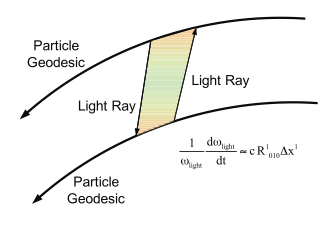 Particle
Geodesic
Light Ray
Light Ray
1/ω_light dω_light/dt ≃ c R^1_010 Δx^1
Particle
Geodesic